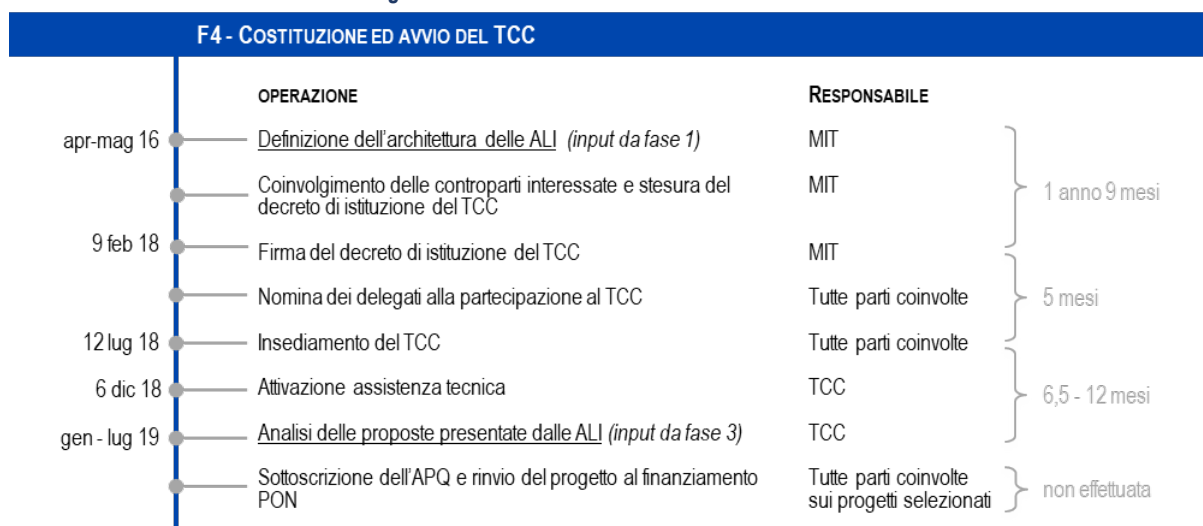 F4 - COSTITUZIONE ED AVVIO DEL TCC
OPERAZIONE RESPONSABILE
apr-mag 16 Definizione dell'architettura delle ALI (input da fase 1) MIT
Coinvolgimento delle controparti interessate e stesura del
decreto di istituzione del TCC MIT
1 anno 9 mesi
9 feb 18 Firma del decreto di istituzione del TCC MIT
Nomina dei delegati alla partecipazione al TCC Tutte parti coinvolte 5 mesi
12 lug 18 Insediamento del TCC Tutte parti coinvolte
6 dic 18 Attivazione assistenza tecnica TCC 6,5 - 12 mesi
gen - lug 19 Analisi delle proposte presentate dalle ALI (input da fase 3) TCC
Sottoscrizione dell'APQ e rinvio del progetto al finanziamento
PON
Tutte parti coinvolte
sui progetti selezionati
non effettuata